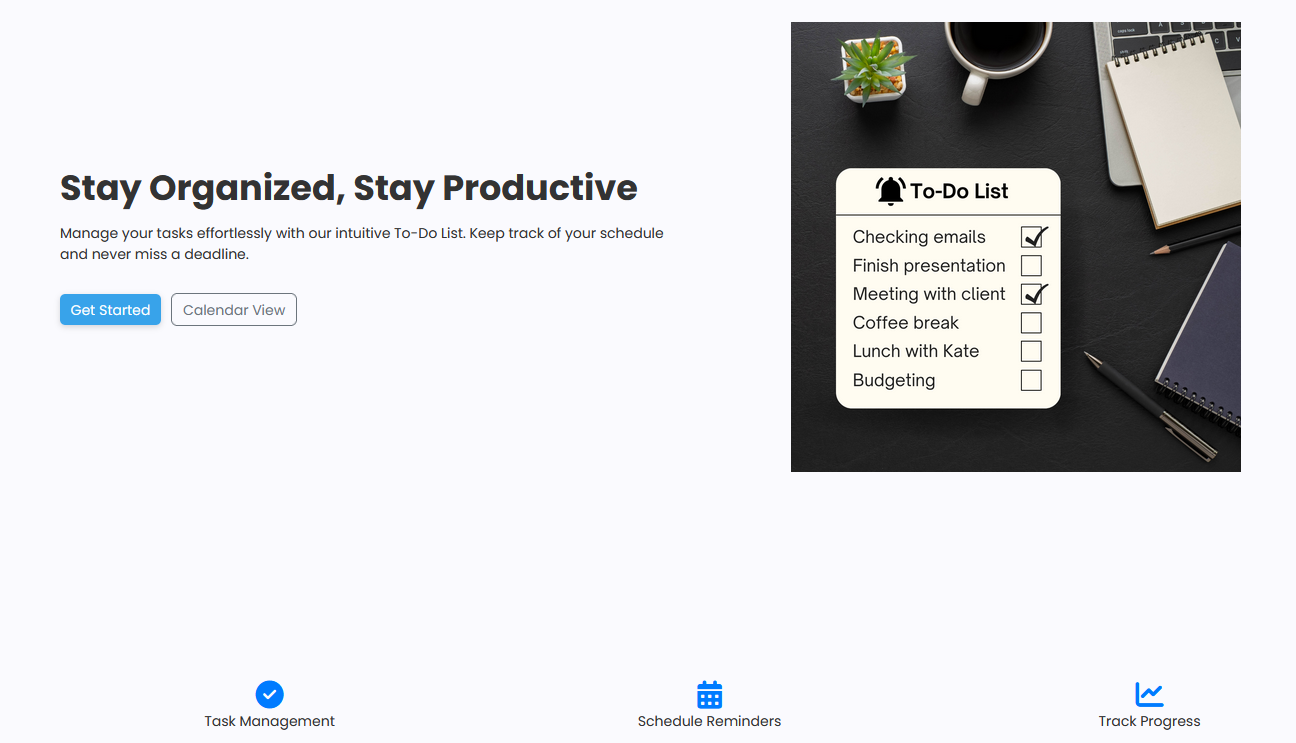 Stay Organized, Stay Productive
Manage your tasks effortlessly with our intuitive To-Do List. Keep track of your schedule
and never miss a deadline.
Get Started
Calendar View
caps lock
To-Do List
Checking emails
Finish presentation
Meeting with client
Coffee break
Lunch with Kate
Budgeting
Task Management
Schedule Reminders
Track Progress